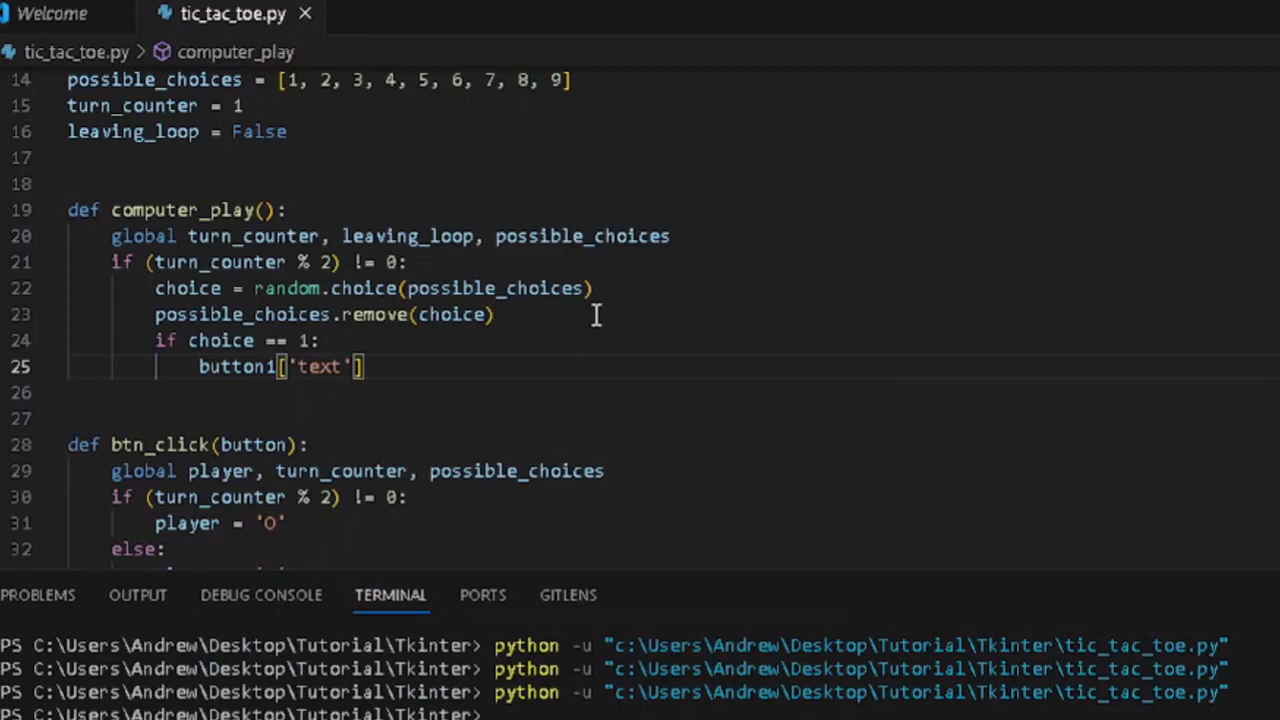 Welcome
tic_tac_toe.py
tic_tac_toe.py > computer_play
14 possible_choices = [1, 2, 3, 4, 5, 6, 7, 8, 9]
15 turn_counter = 1
16 leaving_loop = False
17
18
19 def computer_play():
20 global turn_counter, leaving_loop, possible_choices
21 if (turn_counter % 2) != 0:
22 choice = random.choice(possible_choices)
23 possible_choices.remove(choice)
24 if choice == 1:
25 button1['text']
26
27
28 def btn_click(button):
29 global player, turn_counter, possible_choices
30 if (turn_counter % 2) != 0:
31 player = 'O'
32 else:
PROBLEMS OUTPUT DEBUG CONSOLE TERMINAL PORTS GITLENS
PS C:\Users\Andrew\Desktop\Tutorial\Tkinter> python -u "c:\Users\Andrew\Desktop\Tutorial\Tkinter\tic_tac_toe.py"
PS C:\Users\Andrew\Desktop\Tutorial\Tkinter> python -u "c:\Users\Andrew\Desktop\Tutorial\Tkinter\tic_tac_toe.py"
PS C:\Users\Andrew\Desktop\Tutorial\Tkinter> python -u "c:\Users\Andrew\Desktop\Tutorial\Tkinter\tic_tac_toe.py"
PS C:\Users\Andrew\Desktop\Tutorial\Tkinter>